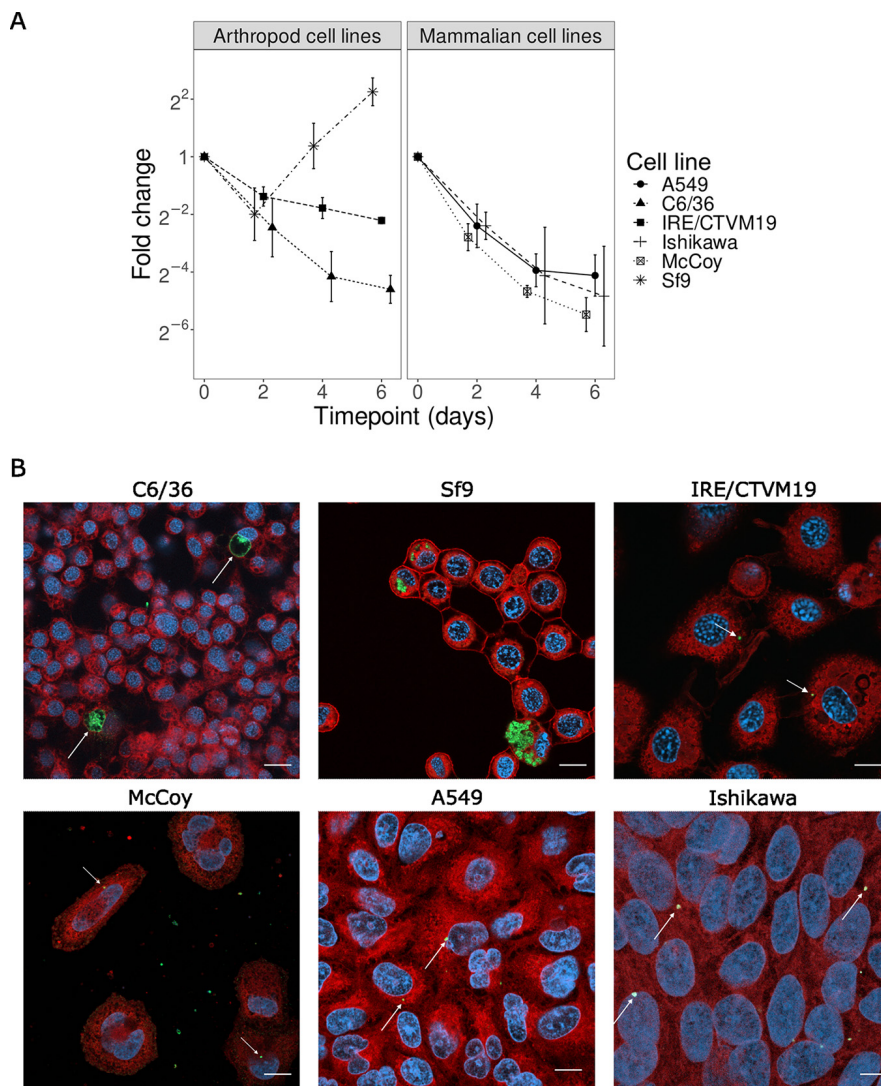 A
Arthropod cell lines
Mammalian cell lines
Fold change
2²
1
2⁻²
2⁻⁴
2⁻⁶
0 2 4 6
0 2 4 6
Timepoint (days)
Cell line
A549
C6/36
IRE/CTVM19
Ishikawa
McCoy
Sf9
B
C6/36
Sf9
IRE/CTVM19
McCoy
A549
Ishikawa